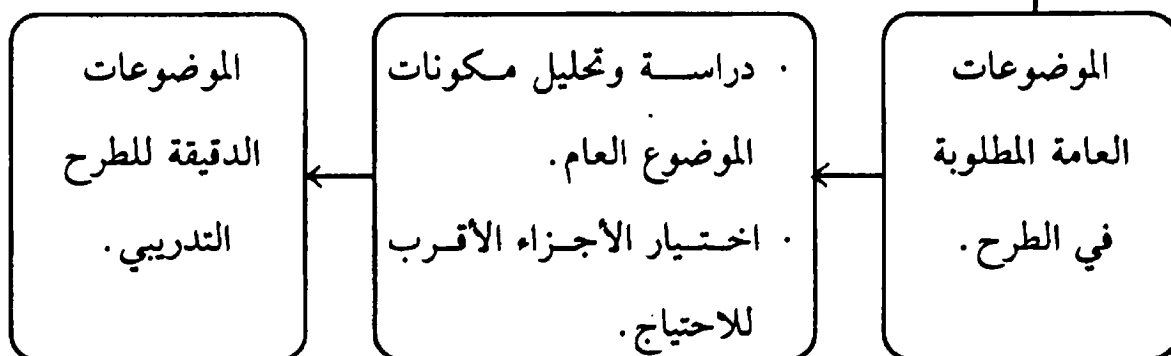 الموضوعات
العامة المطلوبة
في الطرح.
· دراسة وتحليل مكونات
الموضوع العام.
· اختيار الأجزاء الأقرب
للاحتياج.
الموضوعات
الدقيقة للطرح
التدريبي.